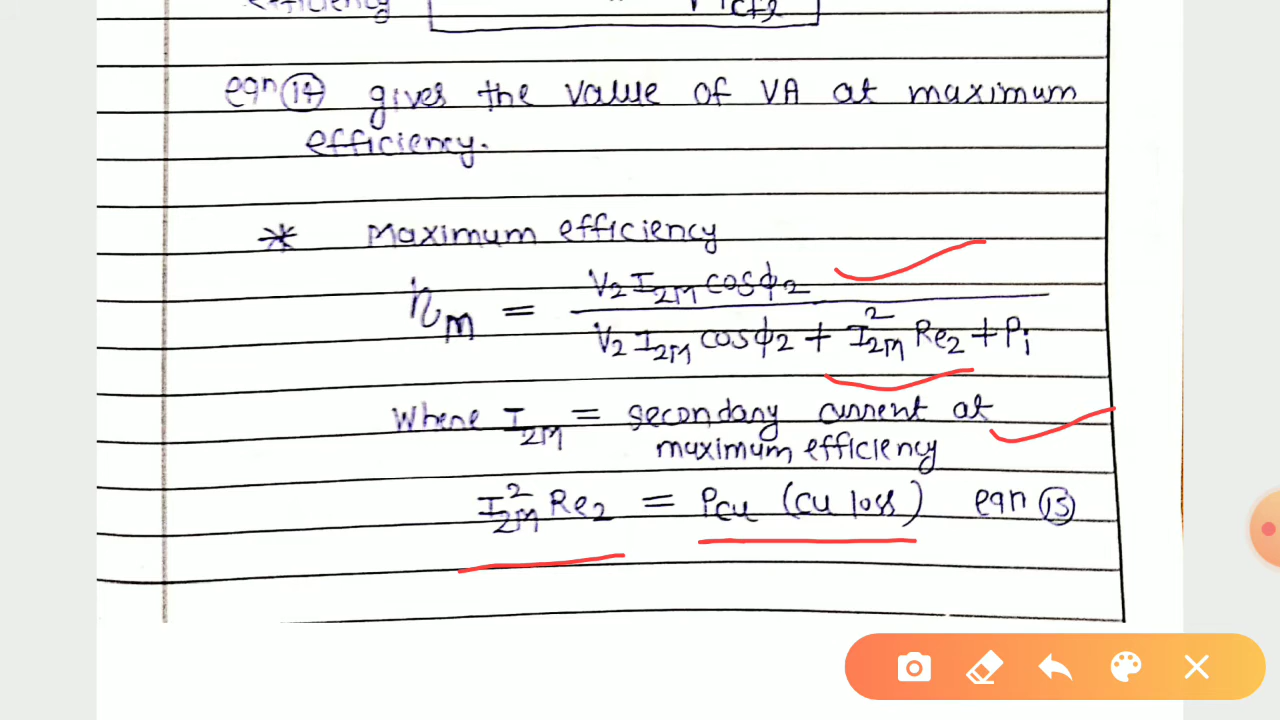 efficiency
eqn (14) gives the value of VA at maximum
efficiency.
* Maximum efficiency
ηm = V2 I2M cosϕ2 / V2 I2M cosϕ2 + I2M² Re2 + Pi
Where I2M = secondary current at
maximum efficiency
I2M² Re2 = Pcu (cu loss) eqn (15)